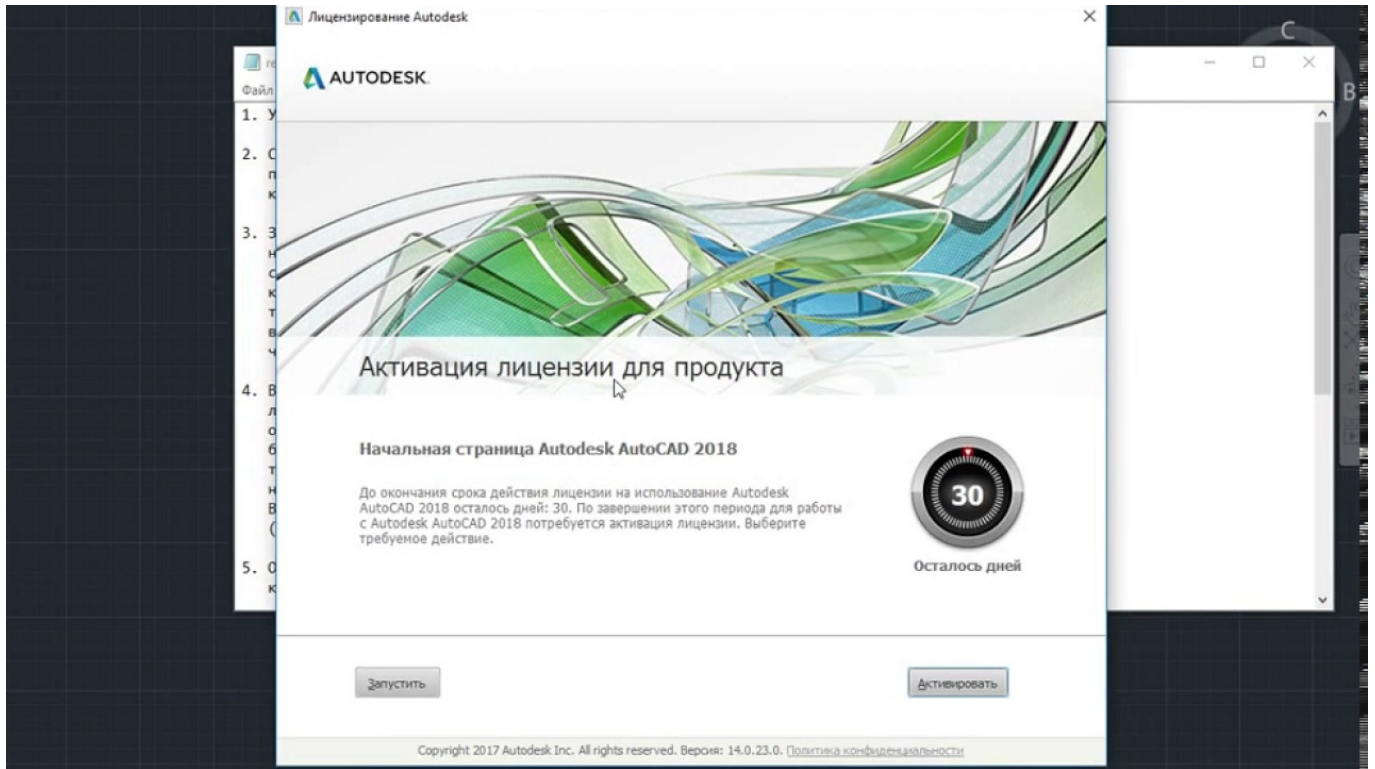 Лицензирование Autodesk
C
re
AUTODESK.
Файл
B
1. У
2. С
п
к
3. З
н
с
к
т
в
ч
Активация лицензии для продукта
4. В
л
о
б
т
н
В
(
Начальная страница Autodesk AutoCAD 2018
До окончания срока действия лицензии на использование Autodesk
AutoCAD 2018 осталось дней: 30. По завершении этого периода для работы
с Autodesk AutoCAD 2018 потребуется активация лицензии. Выберите
требуемое действие.
30
Осталось дней
5. О
к
Запустить
Активировать
Copyright 2017 Autodesk Inc. All rights reserved. Версия: 14.0.23.0. Политика конфиденциальности